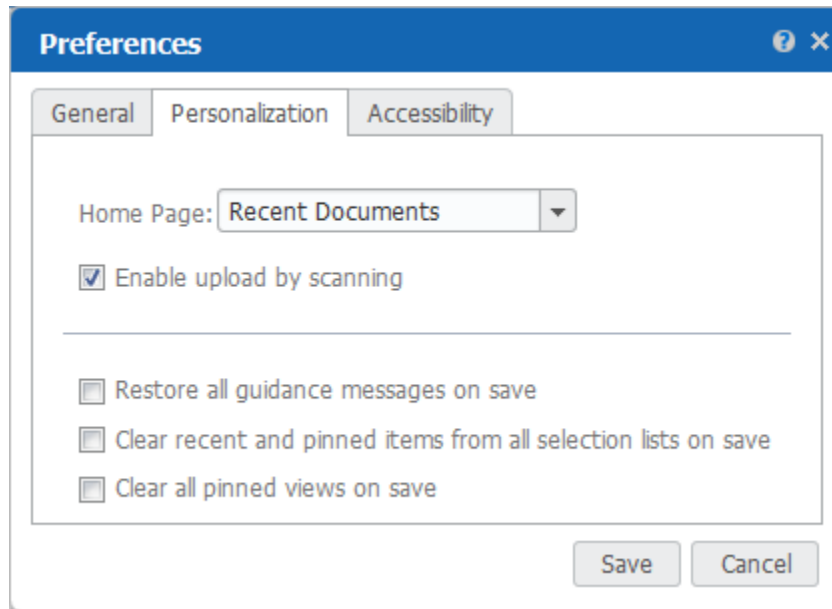 Preferences
General Personalization Accessibility
Home Page: Recent Documents
Enable upload by scanning
Restore all guidance messages on save
Clear recent and pinned items from all selection lists on save
Clear all pinned views on save
Save Cancel